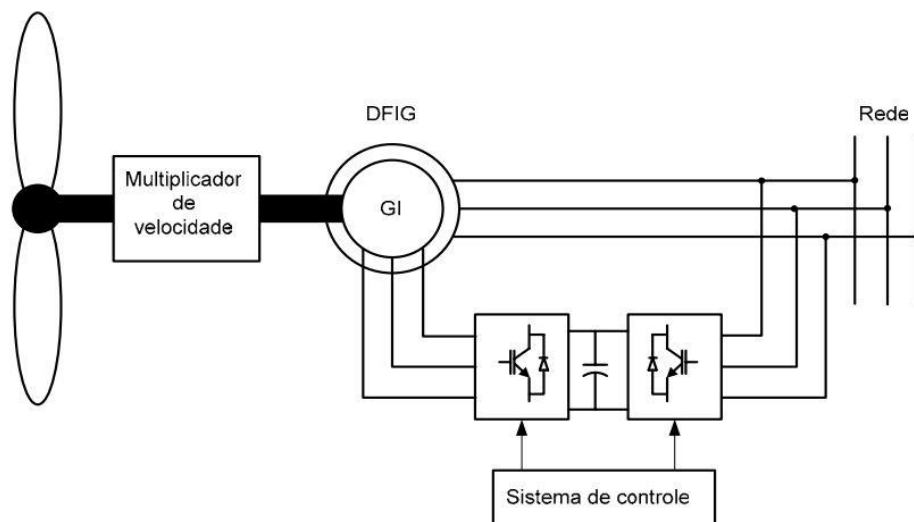 DFIG
Rede
Multiplicador
de
velocidade
GI
Sistema de controle